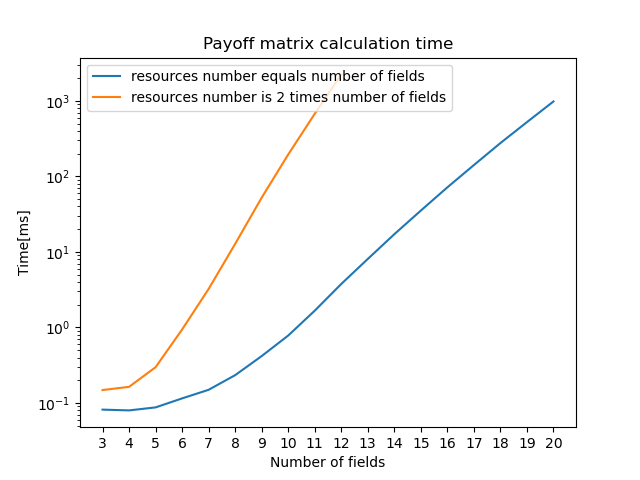 Payoff matrix calculation time
resources number equals number of fields
resources number is 2 times number of fields
Time[ms]
10³
10²
10¹
10⁰
10⁻¹
3 4 5 6 7 8 9 10 11 12 13 14 15 16 17 18 19 20
Number of fields